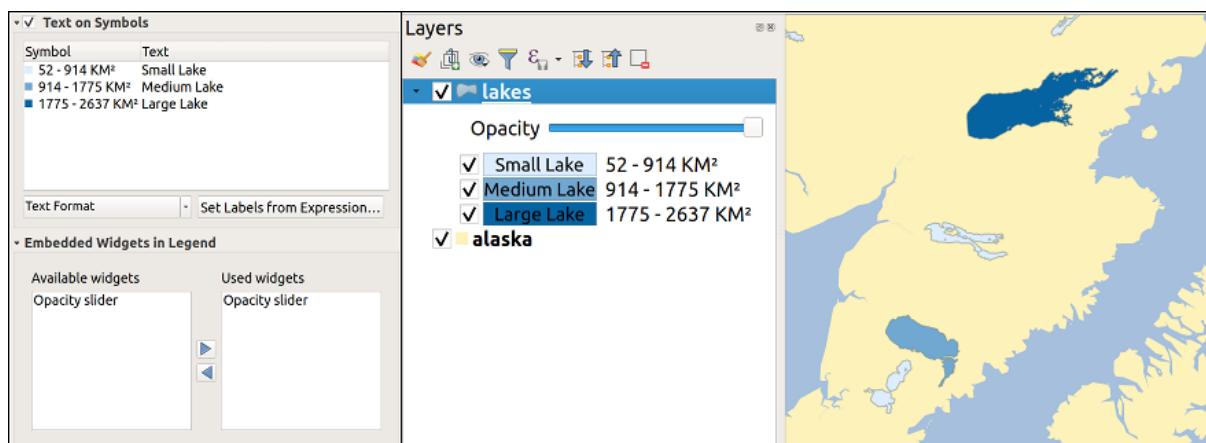 Text on Symbols
Symbol Text
52 - 914 KM² Small Lake
914 - 1775 KM² Medium Lake
1775 - 2637 KM² Large Lake
Text Format
Set Labels from Expression...
Embedded Widgets in Legend
Available widgets
Opacity slider
Used widgets
Opacity slider
Layers
lakes
Opacity
Small Lake 52 - 914 KM²
Medium Lake 914 - 1775 KM²
Large Lake 1775 - 2637 KM²
alaska